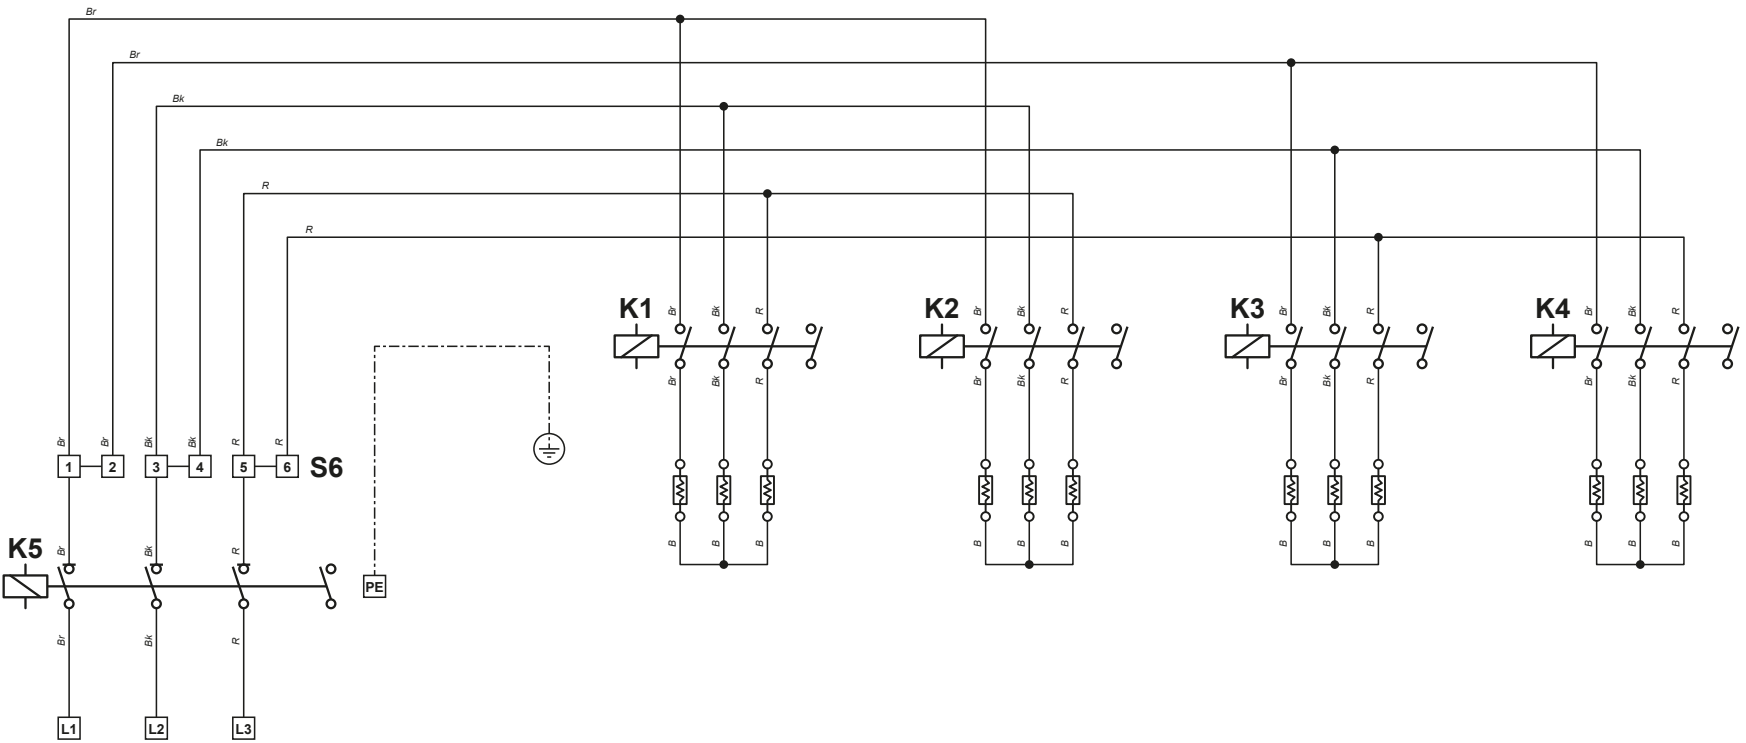 Br
Br
Bk
Bk
R
R
K1 Br Bk R
K2 Br Bk R
K3 Br Bk R
K4 Br Bk R
Br Bk R
Br Bk R
Br Bk R
Br Bk R
Br Br Bk Bk R R
1 2 3 4 5 6 S6
K5 Br Bk R
B B B
B B B
B B B
B B B
PE
Br Bk R
L1 L2 L3